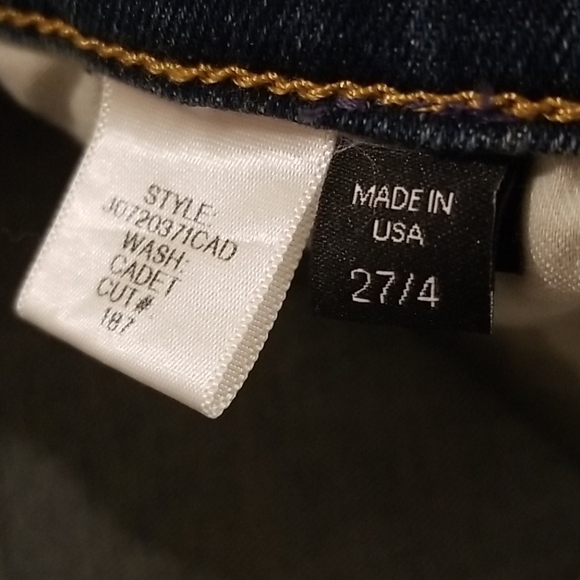 STYLE:
J0720371CAD
WASH:
CADET
CUT#
187
MADE IN
USA
27/4